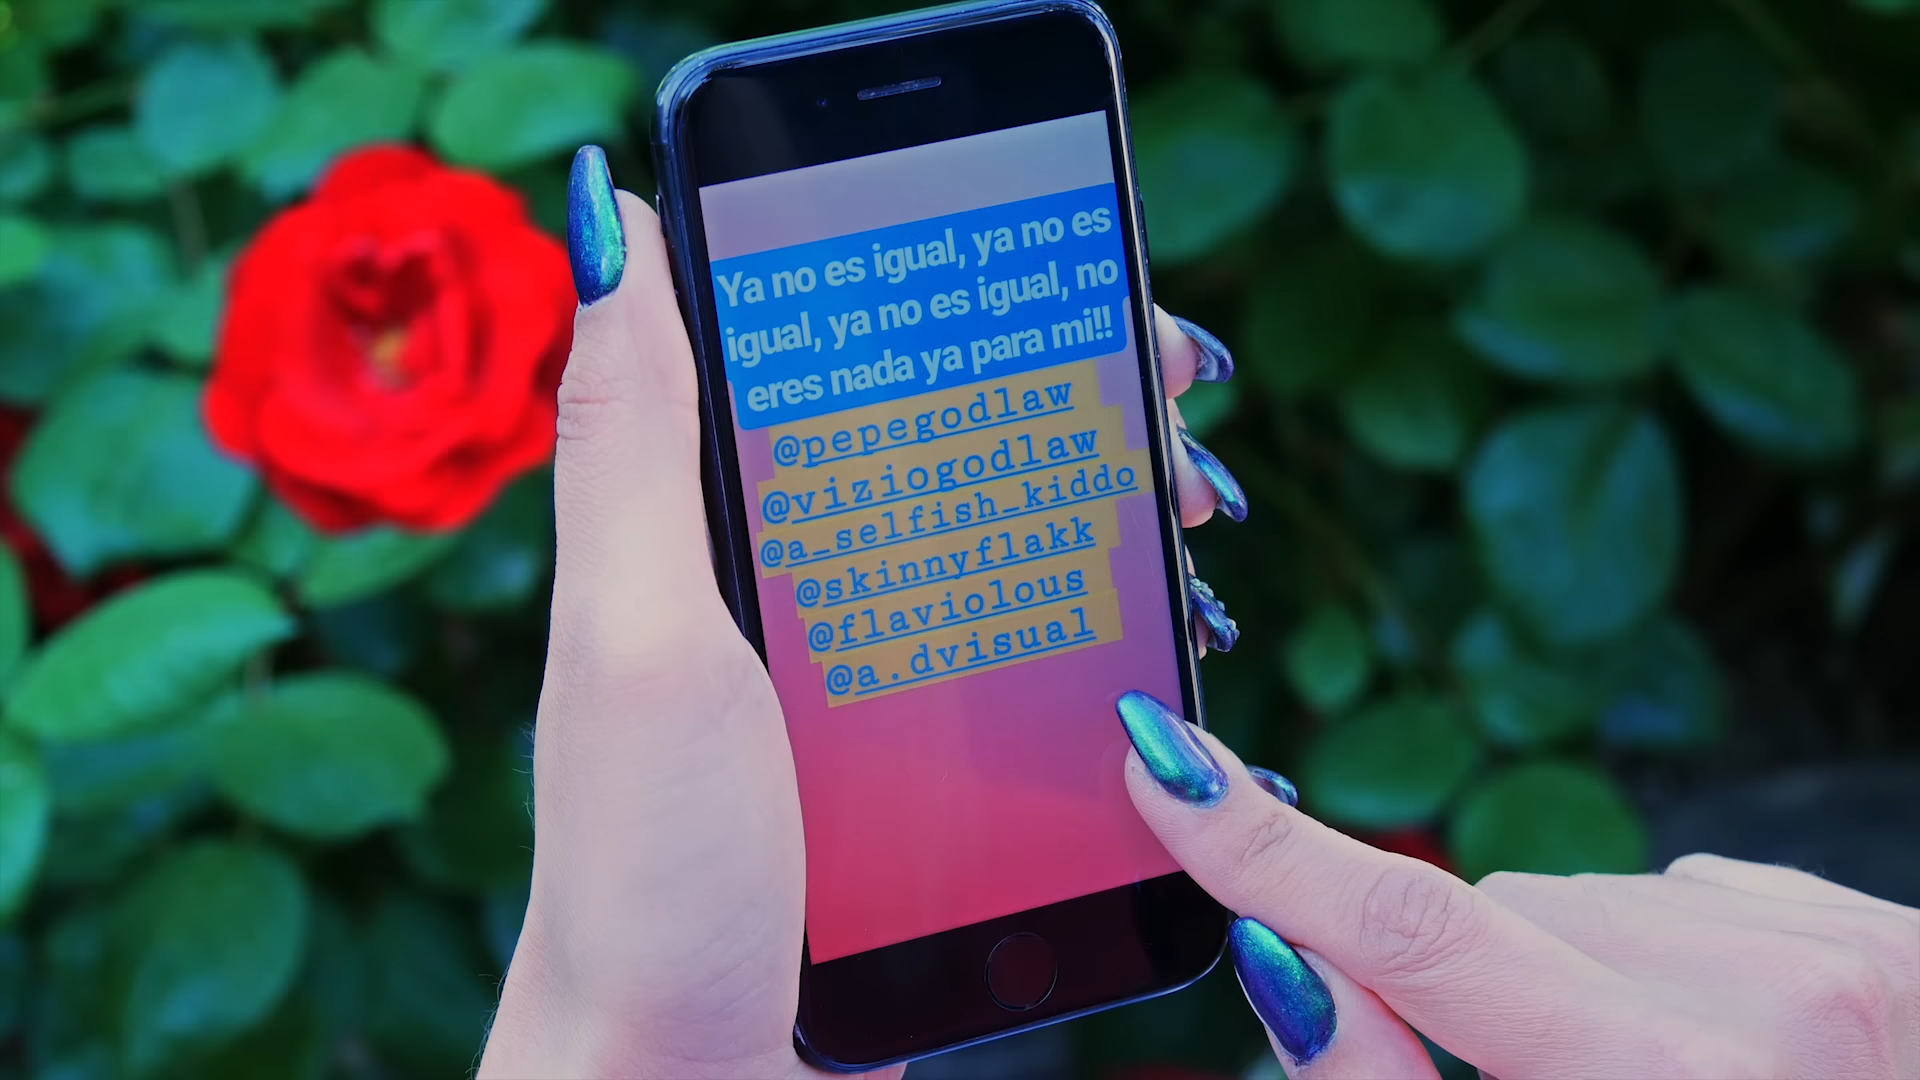 Ya no es igual, ya no es
igual, ya no es igual, no
eres nada ya para mi!!
@pepegodlaw
@viziogodlaw
@a_selfish_kiddo
@skinnyflakk
@flaviolous
@a.dvisual